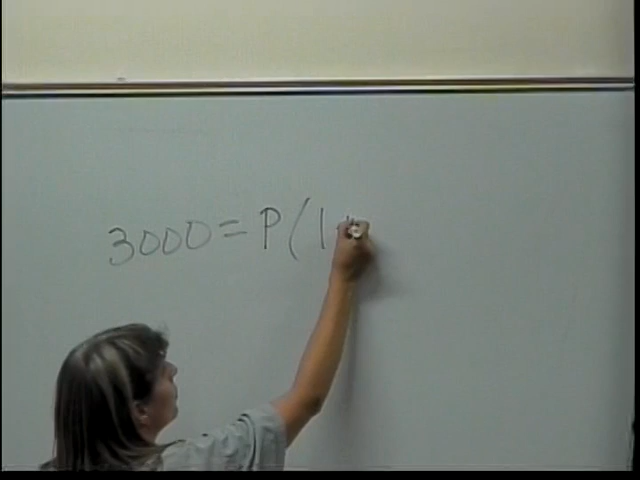 3000 = P ( 1 +